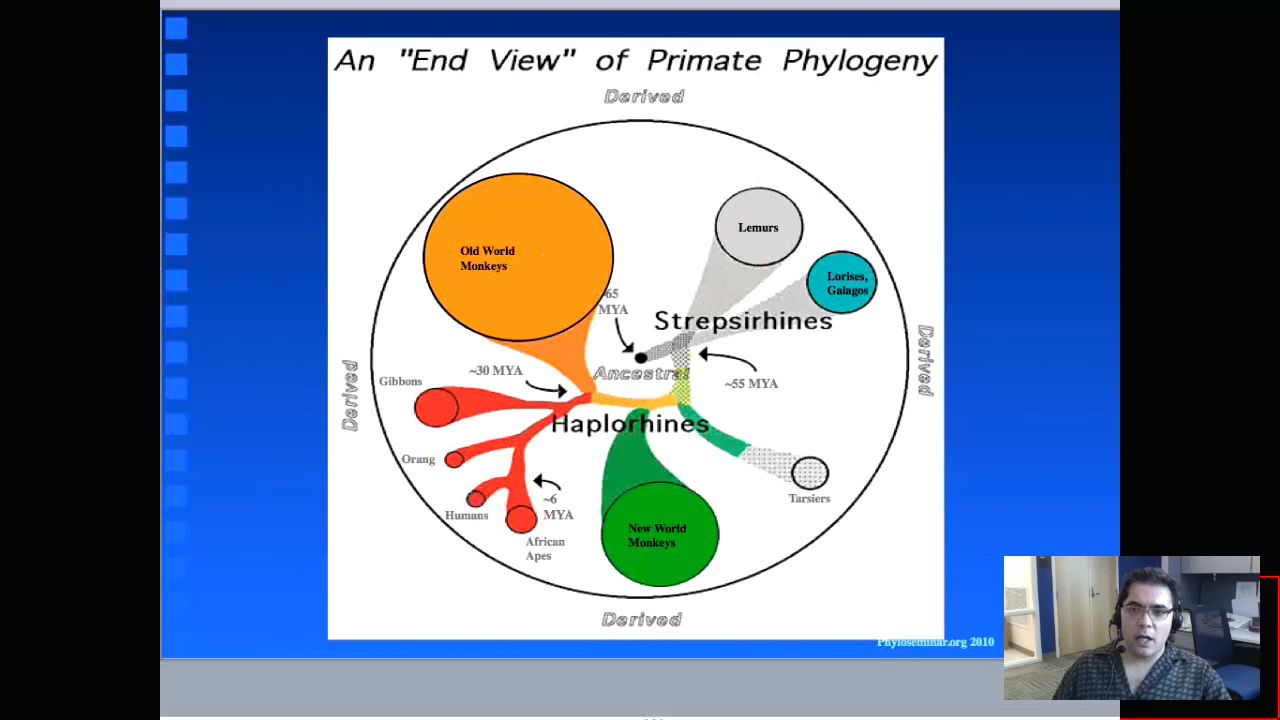 An "End View" of Primate Phylogeny
Derived
Old World
Monkeys
Lemurs
Lorises,
Galagos
~65
MYA
Strepsirhines
Ancestral
~30 MYA
~55 MYA
Derived
Derived
Gibbons
Haplorhines
Orang
Humans
~6
MYA
African
Apes
New World
Monkeys
Tarsiers
Derived
Phyloseminar.org 2010